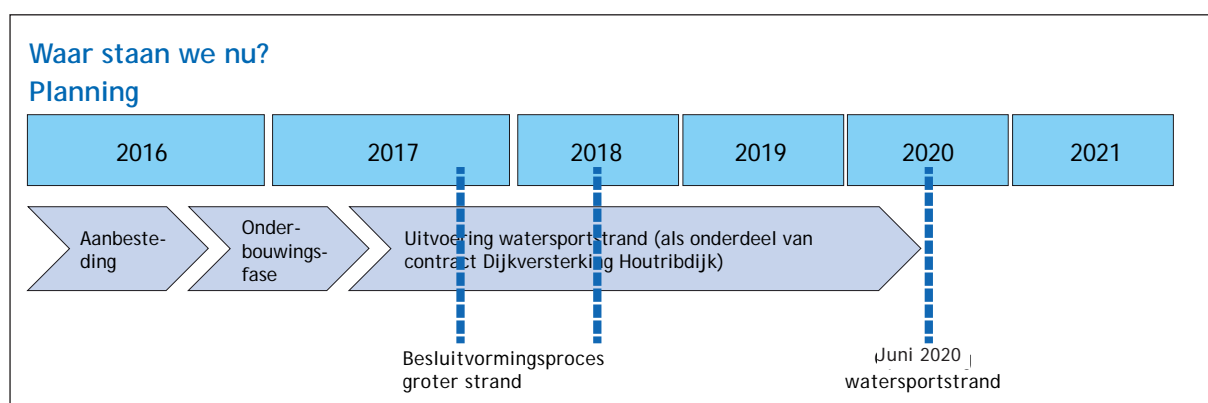 Waar staan we nu?
Planning
2016
2017
2018
2019
2020
2021
Aanbeste-
ding
Onder-
bouwings-
fase
Uitvoering watersportstrand (als onderdeel van
contract Dijkversterking Houtribdijk)
Besluitvormingsproces
groter strand
Juni 2020
watersportstrand